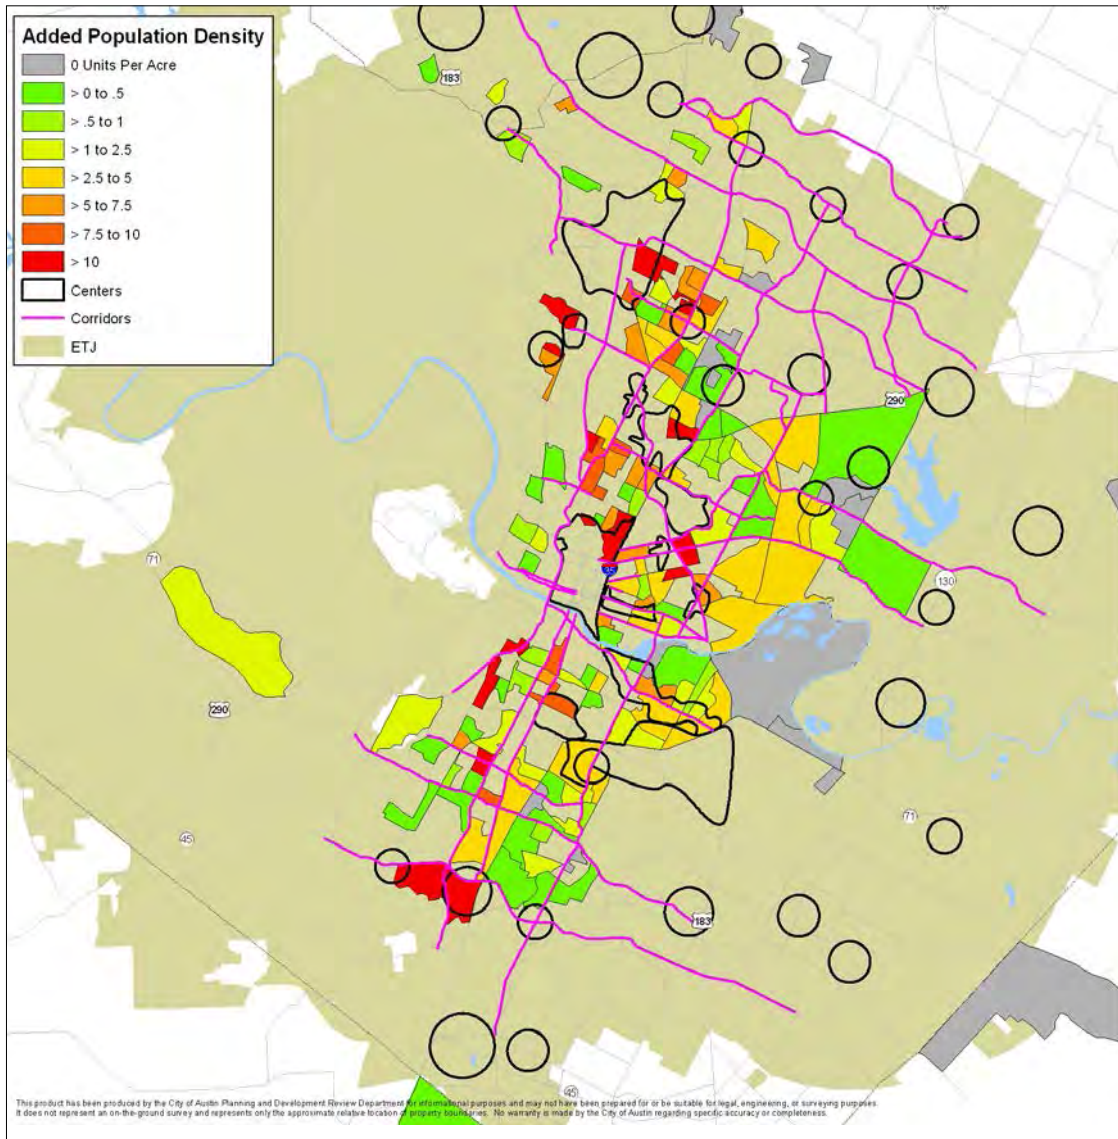 130
Added Population Density
0 Units Per Acre
> 0 to .5
> .5 to 1
> 1 to 2.5
> 2.5 to 5
> 5 to 7.5
> 7.5 to 10
> 10
Centers
Corridors
ETJ
183
290
71
35
130
290
71
45
183
45
This product has been produced by the City of Austin Planning and Development Review Department for informational purposes and may not have been prepared for or be suitable for legal, engineering, or surveying purposes.
It does not represent an on-the-ground survey and represents only the approximate relative location of property boundaries. No warranty is made by the City of Austin regarding specific accuracy or completeness.